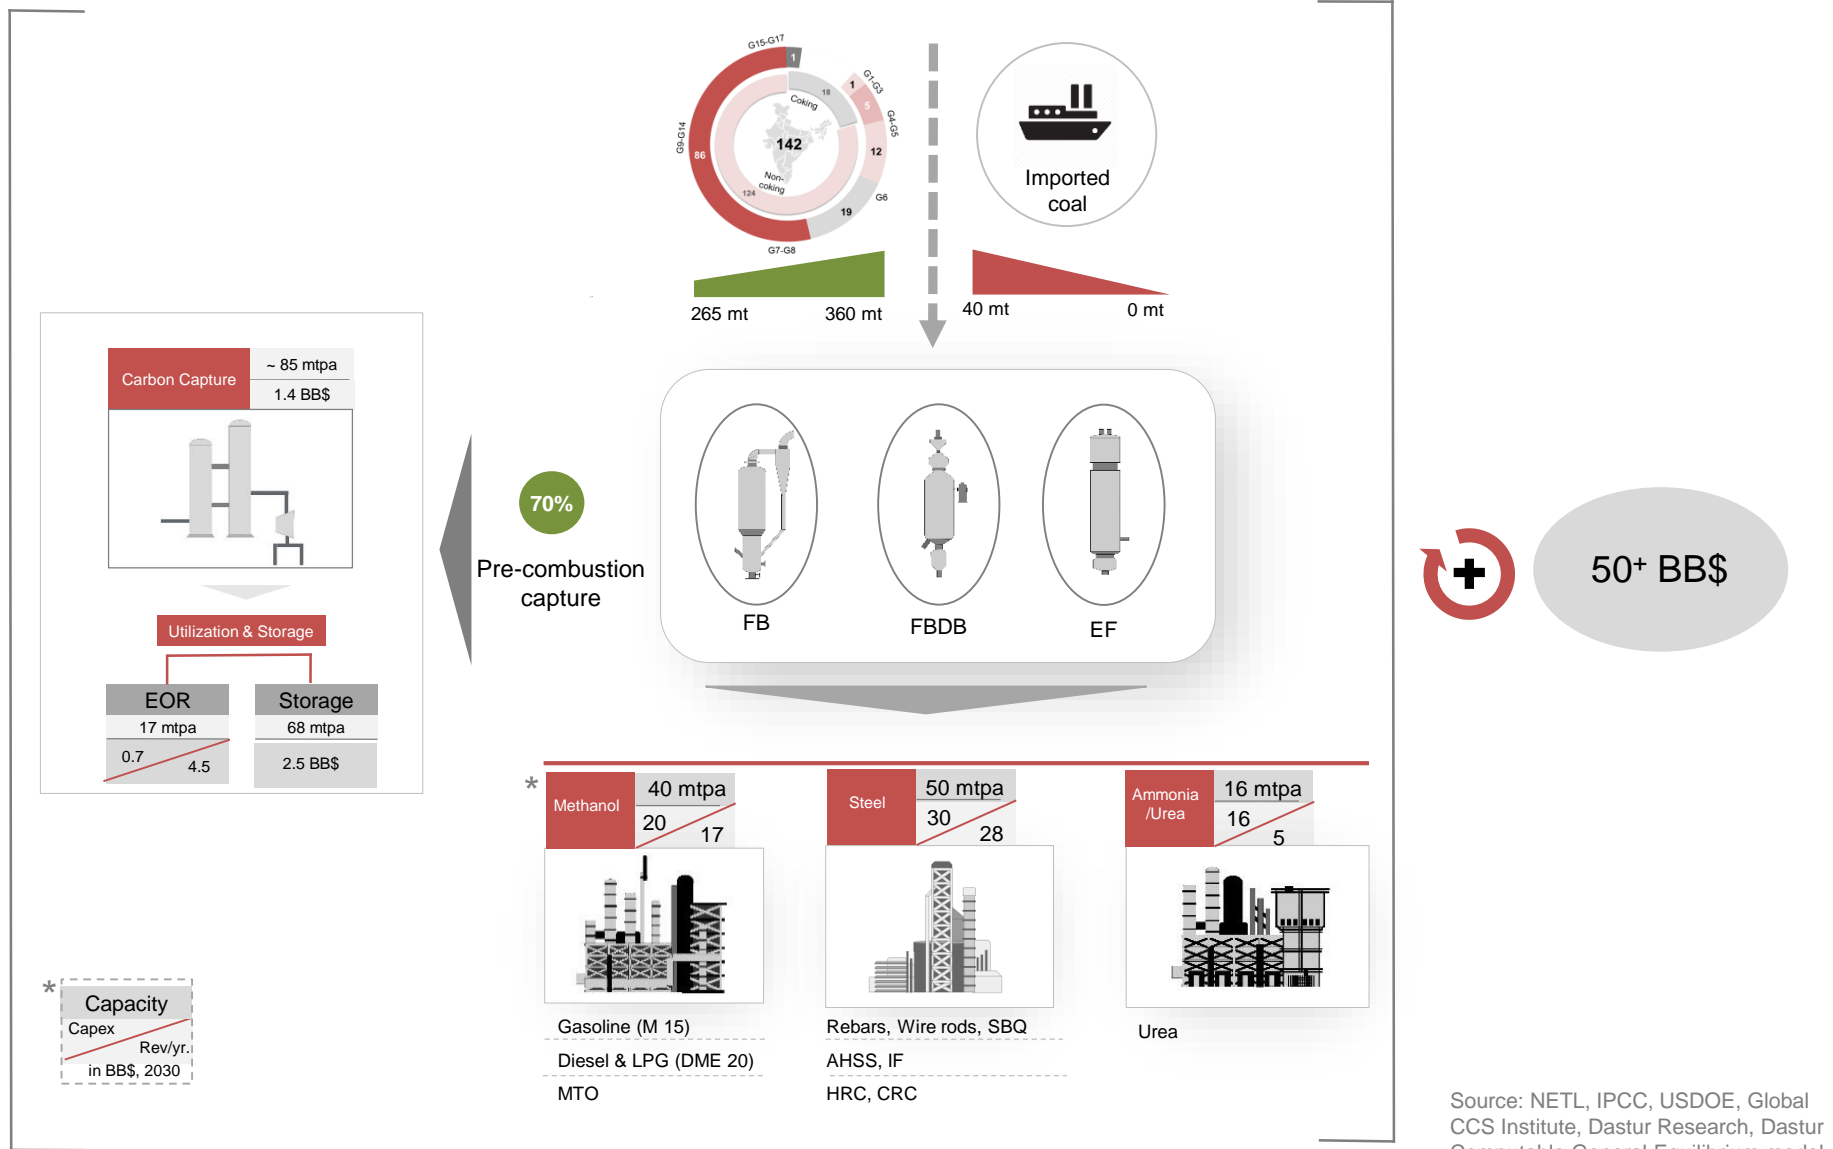 G15-G17
1
18
Coking
1
G1-G3
5
G4-G5
G9-G14
86
142
12
Non-
coking
124
G6
19
G7-G8
Imported
coal
265 mt
360 mt
40 mt
0 mt
Carbon Capture
~ 85 mtpa
1.4 BB$
70%
Pre-combustion
capture
FB
FBDB
EF
50+ BB$
Utilization & Storage
EOR
17 mtpa
0.7
4.5
Storage
68 mtpa
2.5 BB$
*
Methanol
40 mtpa
20
17
Steel
50 mtpa
30
28
Ammonia
/Urea
16 mtpa
16
5
Gasoline (M 15)
Diesel & LPG (DME 20)
MTO
Rebars, Wire rods, SBQ
AHSS, IF
HRC, CRC
Urea
*
Capacity
Capex
Rev/yr.
in BB$, 2030
Source: NETL, IPCC, USDOE, Global
CCS Institute, Dastur Research, Dastur
Computable General Equilibrium model